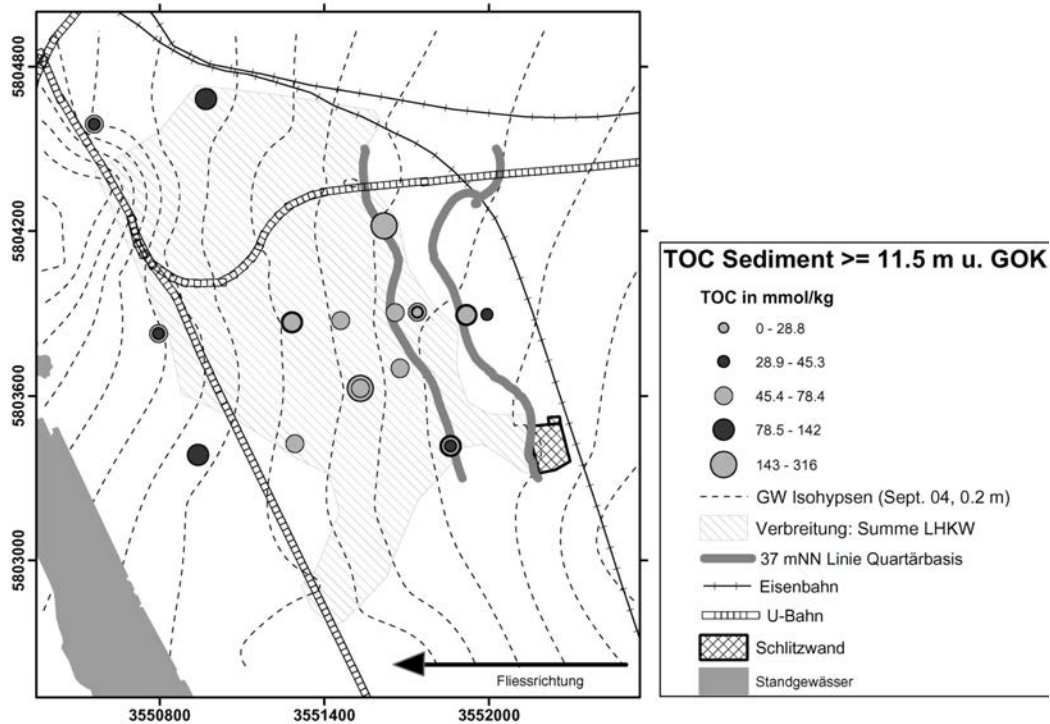 5804800
5804200
5803600
5803000
3550800
3551400
3552000
Fliessrichtung
TOC Sediment >= 11.5 m u. GOK
TOC in mmol/kg
0 - 28.8
28.9 - 45.3
45.4 - 78.4
78.5 - 142
143 - 316
GW Isohypsen (Sept. 04, 0.2 m)
Verbreitung: Summe LHKW
37 mNN Linie Quartärbasis
Eisenbahn
U-Bahn
Schlitzwand
Standgewässer